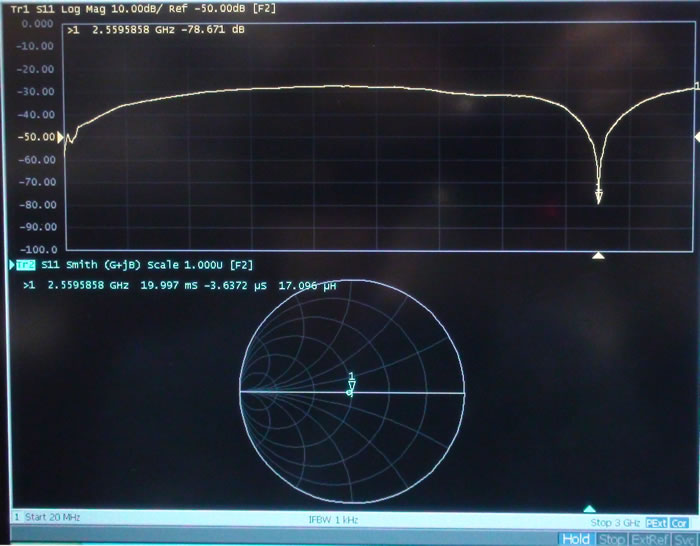 Tr1 S11 Log Mag 10.00dB/ Ref -50.00dB [F2]
0.000
>1 2.5595858 GHz -78.671 dB
-10.00
-20.00
-30.00
1
-40.00
-50.00
-60.00
-70.00
1
-80.00
-90.00
-100.0
Tr2 S11 Smith (G+jB) Scale 1.000U [F2]
>1 2.5595858 GHz 19.997 mS -3.6372 µS 17.096 µH
1
1 Start 20 MHz IFBW 1 kHz Stop 3 GHz PExt Cor
Hold Stop ExtRef Svc